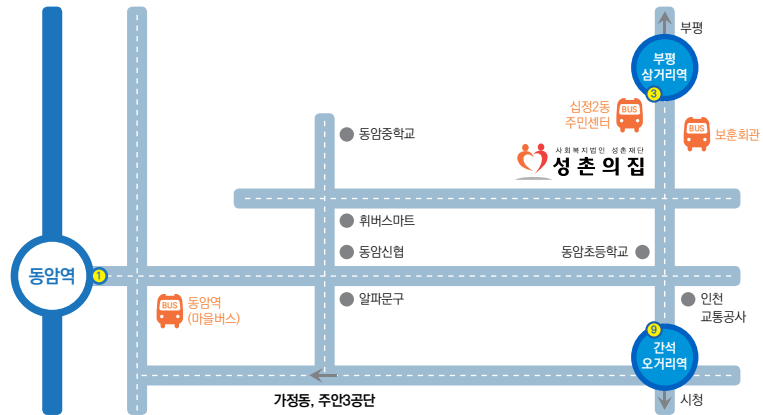 부평
부평
삼거리역
3
십정2동
주민센터
BUS
BUS
보훈회관
동암중학교
사회복지법인 성촌재단
성촌의집
휘버스마트
동암신협
동암초등학교
동암역
1
알파문구
인천
교통공사
BUS
동암역
(마을버스)
9
간석
오거리역
가정동, 주안3공단
시청